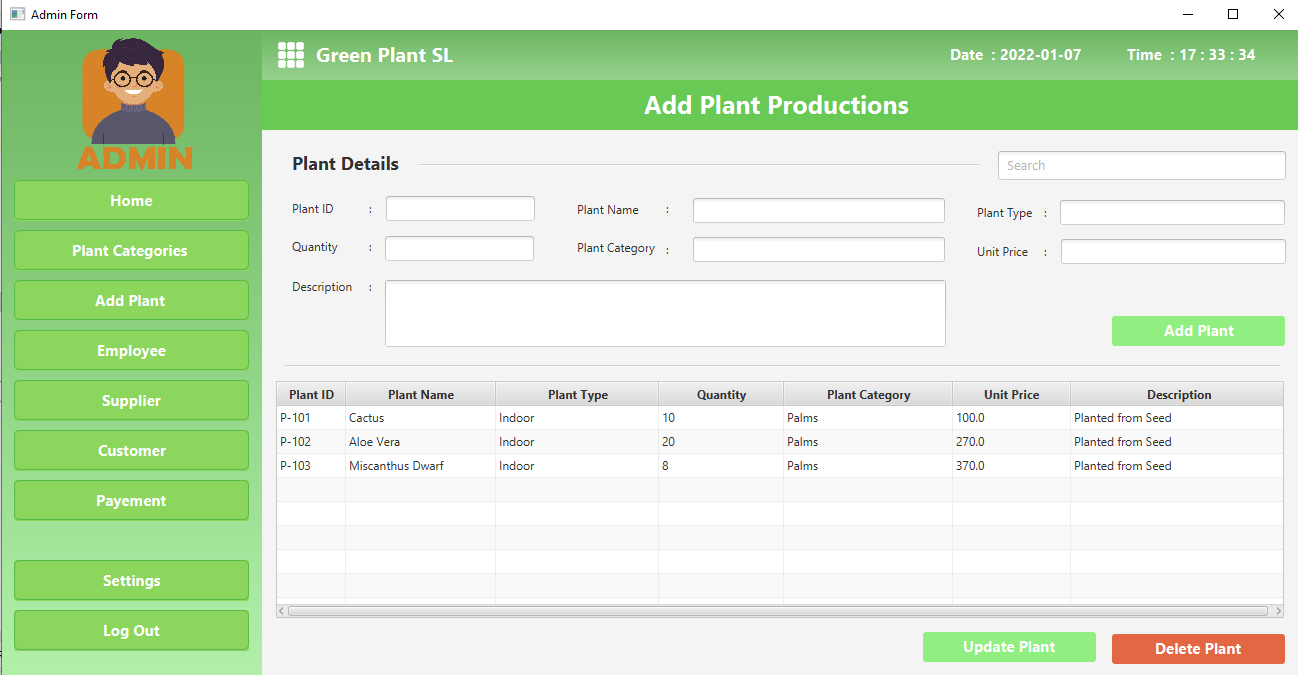 Admin Form
Green Plant SL Date : 2022-01-07 Time : 17 : 33 : 34
Add Plant Productions
ADMIN
Home
Plant Categories
Add Plant
Employee
Supplier
Customer
Payement
Settings
Log Out
Plant Details Search
Plant ID : Plant Name : Plant Type :
Quantity : Plant Category : Unit Price :
Description :
Add Plant
Plant ID Plant Name Plant Type Quantity Plant Category Unit Price Description
P-101 Cactus Indoor 10 Palms 100.0 Planted from Seed
P-102 Aloe Vera Indoor 20 Palms 270.0 Planted from Seed
P-103 Miscanthus Dwarf Indoor 8 Palms 370.0 Planted from Seed
Update Plant Delete Plant